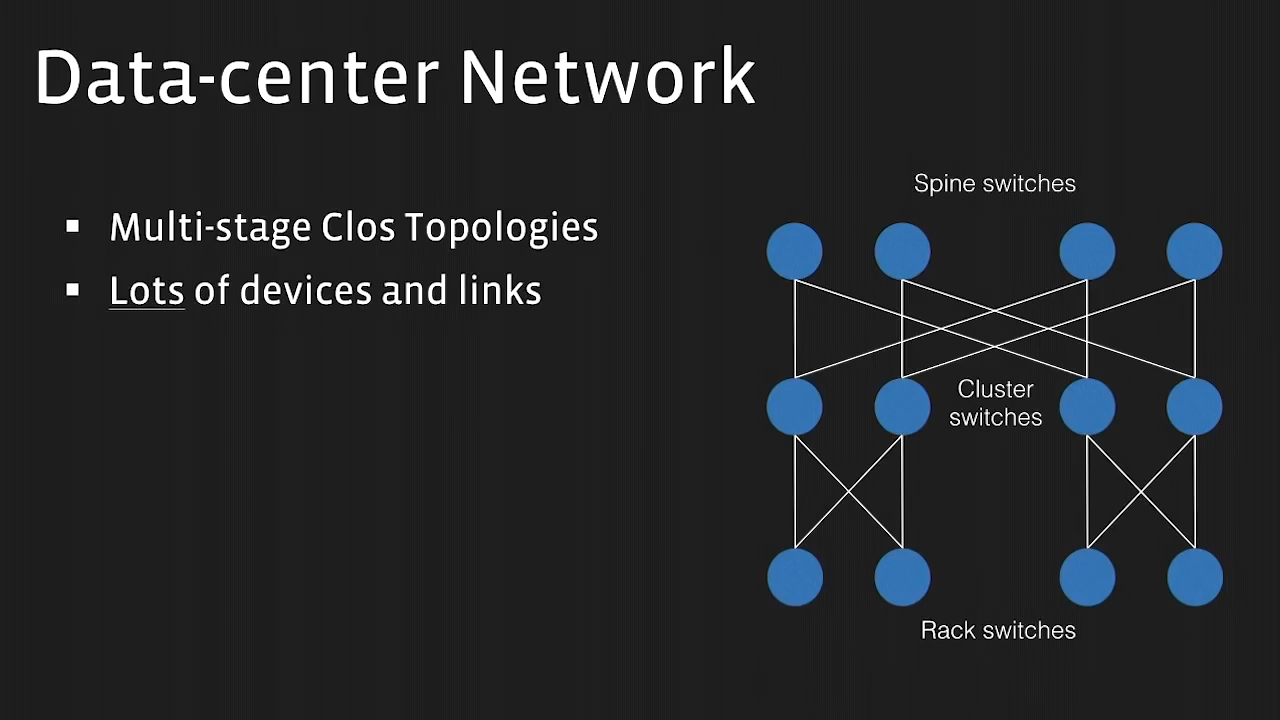 Data-center Network
Multi-stage Clos Topologies
Lots of devices and links
Spine switches
Cluster
switches
Rack switches